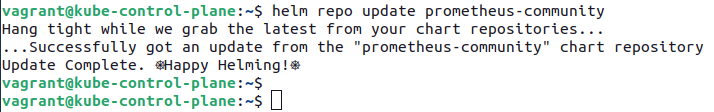 vagrant@kube-control-plane:~$ helm repo update prometheus-community
Hang tight while we grab the latest from your chart repositories...
...Successfully got an update from the "prometheus-community" chart repository
Update Complete. ⎈Happy Helming!⎈
vagrant@kube-control-plane:~$
vagrant@kube-control-plane:~$